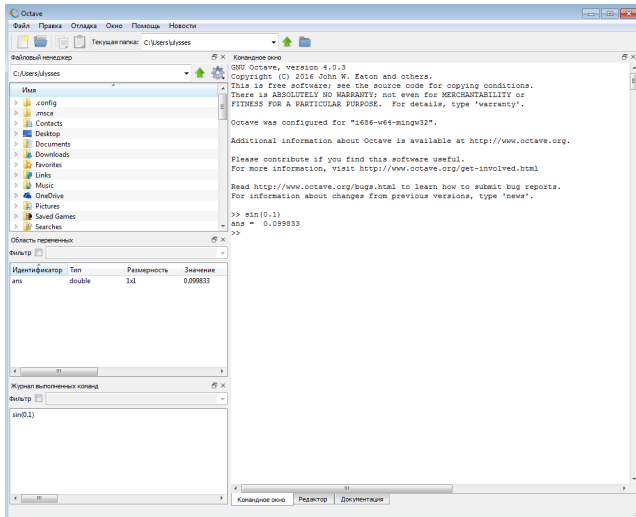 Octave
Файл Правка Отладка Окно Помощь Новости
Текущая папка: C:\Users\ulysses
Файловый менеджер
C:/Users/ulysses
Имя
.config
.msca
Contacts
Desktop
Documents
Downloads
Favorites
Links
Music
OneDrive
Pictures
Saved Games
Searches
Область переменных
Фильтр
Идентификатор Тип Размерность Значение
ans double 1x1 0.099833
Журнал выполненных команд
Фильтр
sin(0.1)
Командное окно
GNU Octave, version 4.0.3
Copyright (C) 2016 John W. Eaton and others.
This is free software; see the source code for copying conditions.
There is ABSOLUTELY NO WARRANTY; not even for MERCHANTABILITY or
FITNESS FOR A PARTICULAR PURPOSE.  For details, type 'warranty'.
Octave was configured for "i686-w64-mingw32".
Additional information about Octave is available at http://www.octave.org.
Please contribute if you find this software useful.
For more information, visit http://www.octave.org/get-involved.html
Read http://www.octave.org/bugs.html to learn how to submit bug reports.
For information about changes from previous versions, type 'news'.
>> sin(0.1)
ans =  0.099833
>>
Командное окно Редактор Документация